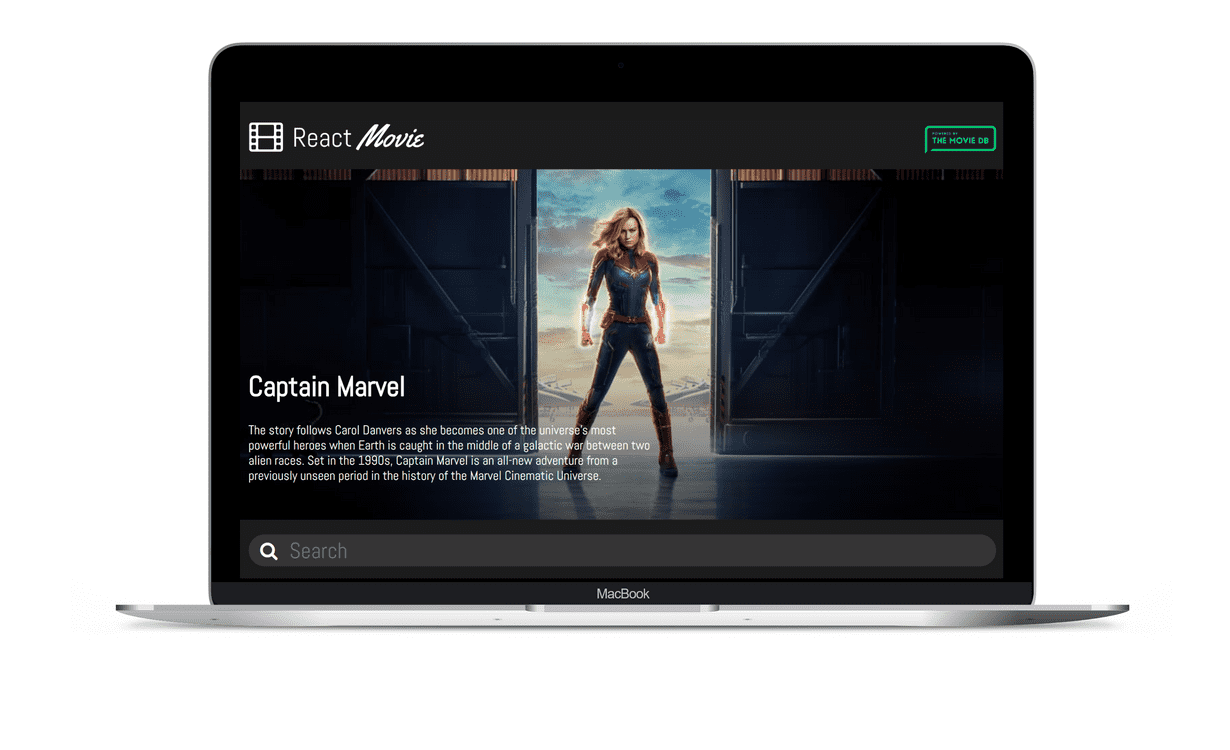 React Movie
POWERED BY
THE MOVIE DB
Captain Marvel
The story follows Carol Danvers as she becomes one of the universe's most
powerful heroes when Earth is caught in the middle of a galactic war between two
alien races. Set in the 1990s, Captain Marvel is an all-new adventure from a
previously unseen period in the history of the Marvel Cinematic Universe.
Search
MacBook